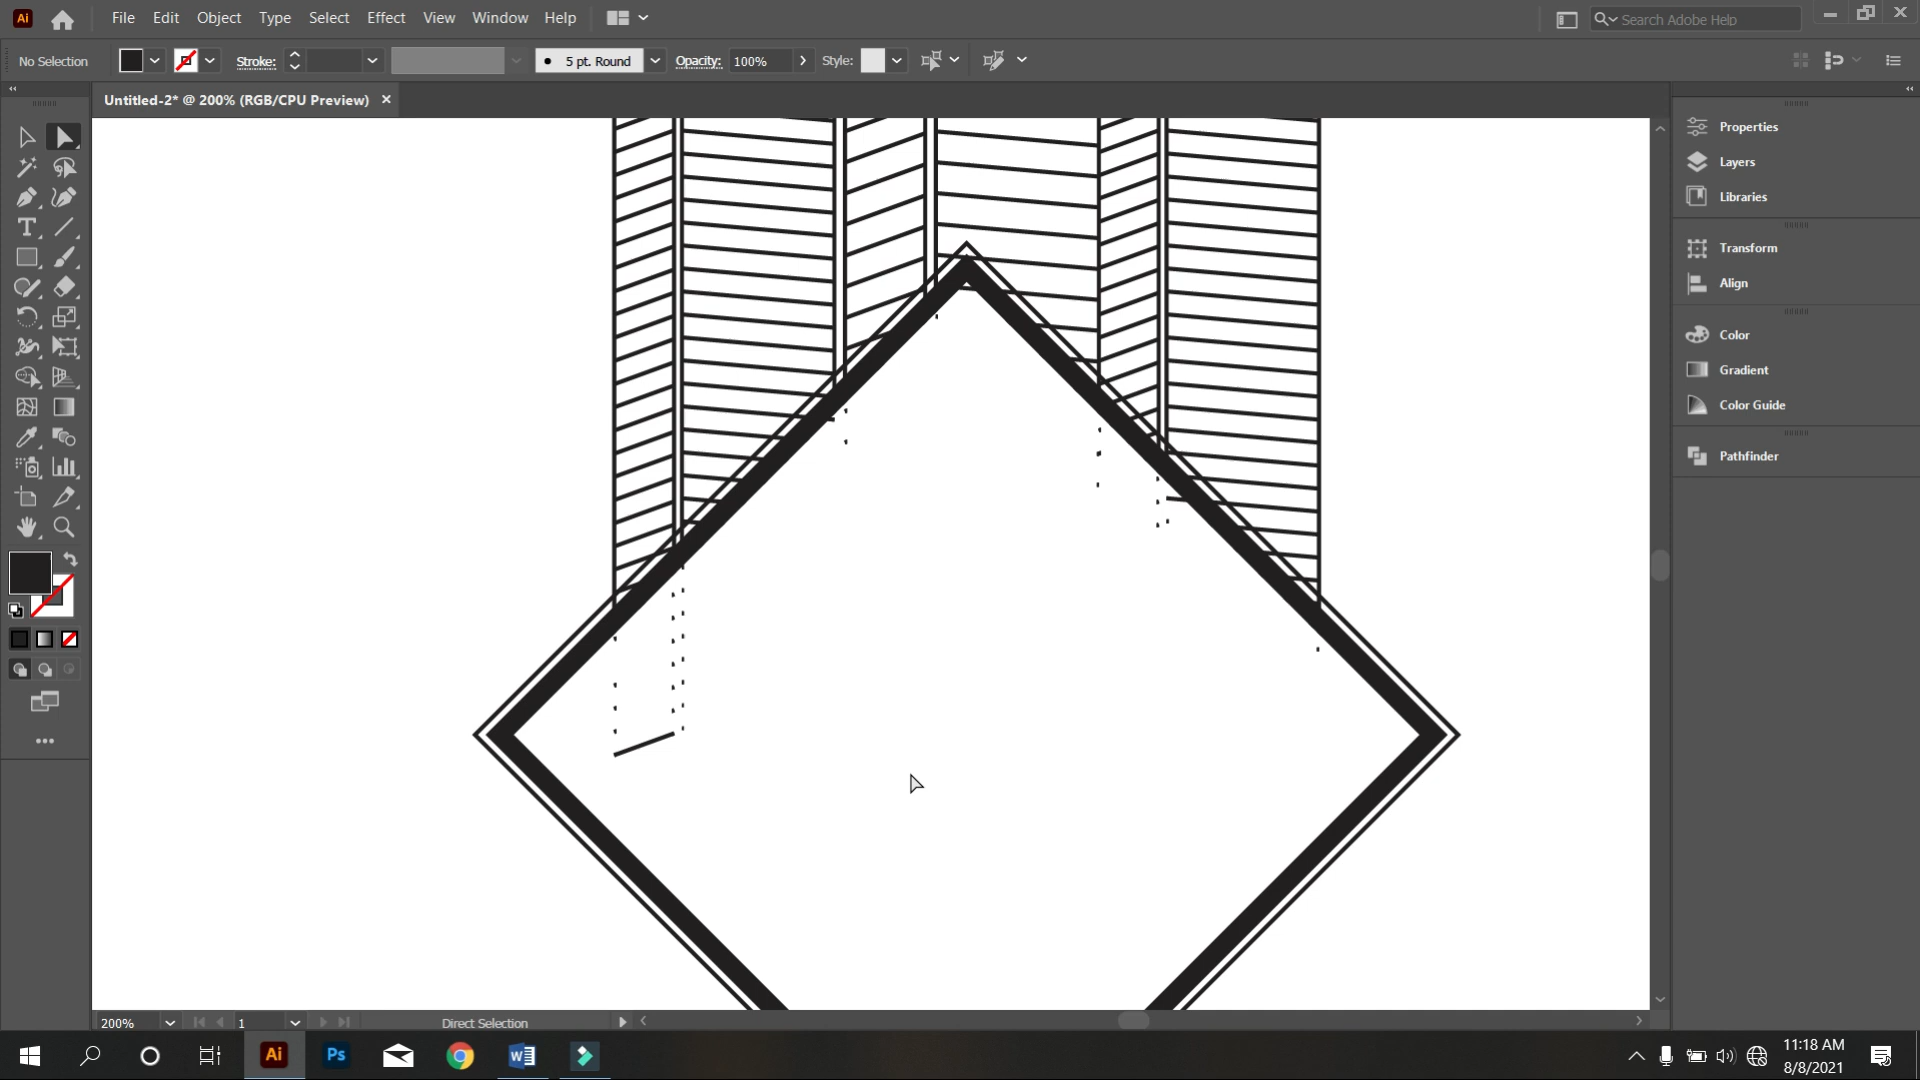 Ai File Edit Object Type Select Effect View Window Help Search Adobe Help
No Selection Stroke: 5 pt. Round Opacity: 100% Style:
Untitled-2* @ 200% (RGB/CPU Preview)
Properties
Layers
Libraries
Transform
Align
Color
Gradient
Color Guide
Pathfinder
200% 1 Direct Selection
Ai Ps
11:18 AM
8/8/2021